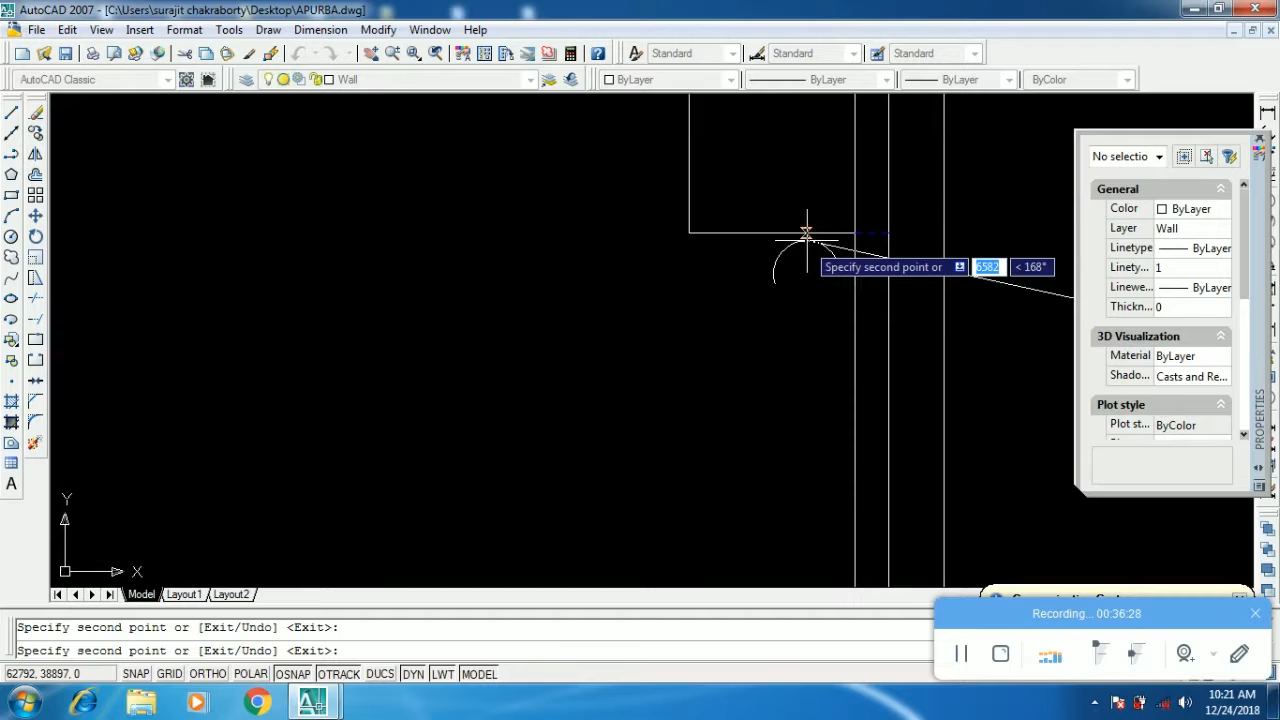 AutoCAD 2007 - [C:\Users\surajit chakraborty\Desktop\APURBA.dwg]
File Edit View Insert Format Tools Draw Dimension Modify Window Help
Standard Standard Standard
AutoCAD Classic Wall ByLayer ByLayer ByLayer ByColor
No selectio
General
Color ByLayer
Layer Wall
Linetype ByLayer
Linety... 1
Linewe... ByLayer
Thickn... 0
3D Visualization
Material ByLayer
Shado... Casts and Re...
Plot style
Plot st... ByColor
PROPERTIES
Specify second point or 6582 < 168°
Y
X
A
Model Layout1 Layout2
Specify second point or [Exit/Undo] <Exit>:
Specify second point or [Exit/Undo] <Exit>:
Recording... 00:36:28
62792, 38897, 0 SNAP GRID ORTHO POLAR OSNAP OTRACK DUCS DYN LWT MODEL
10:21 AM
12/24/2018